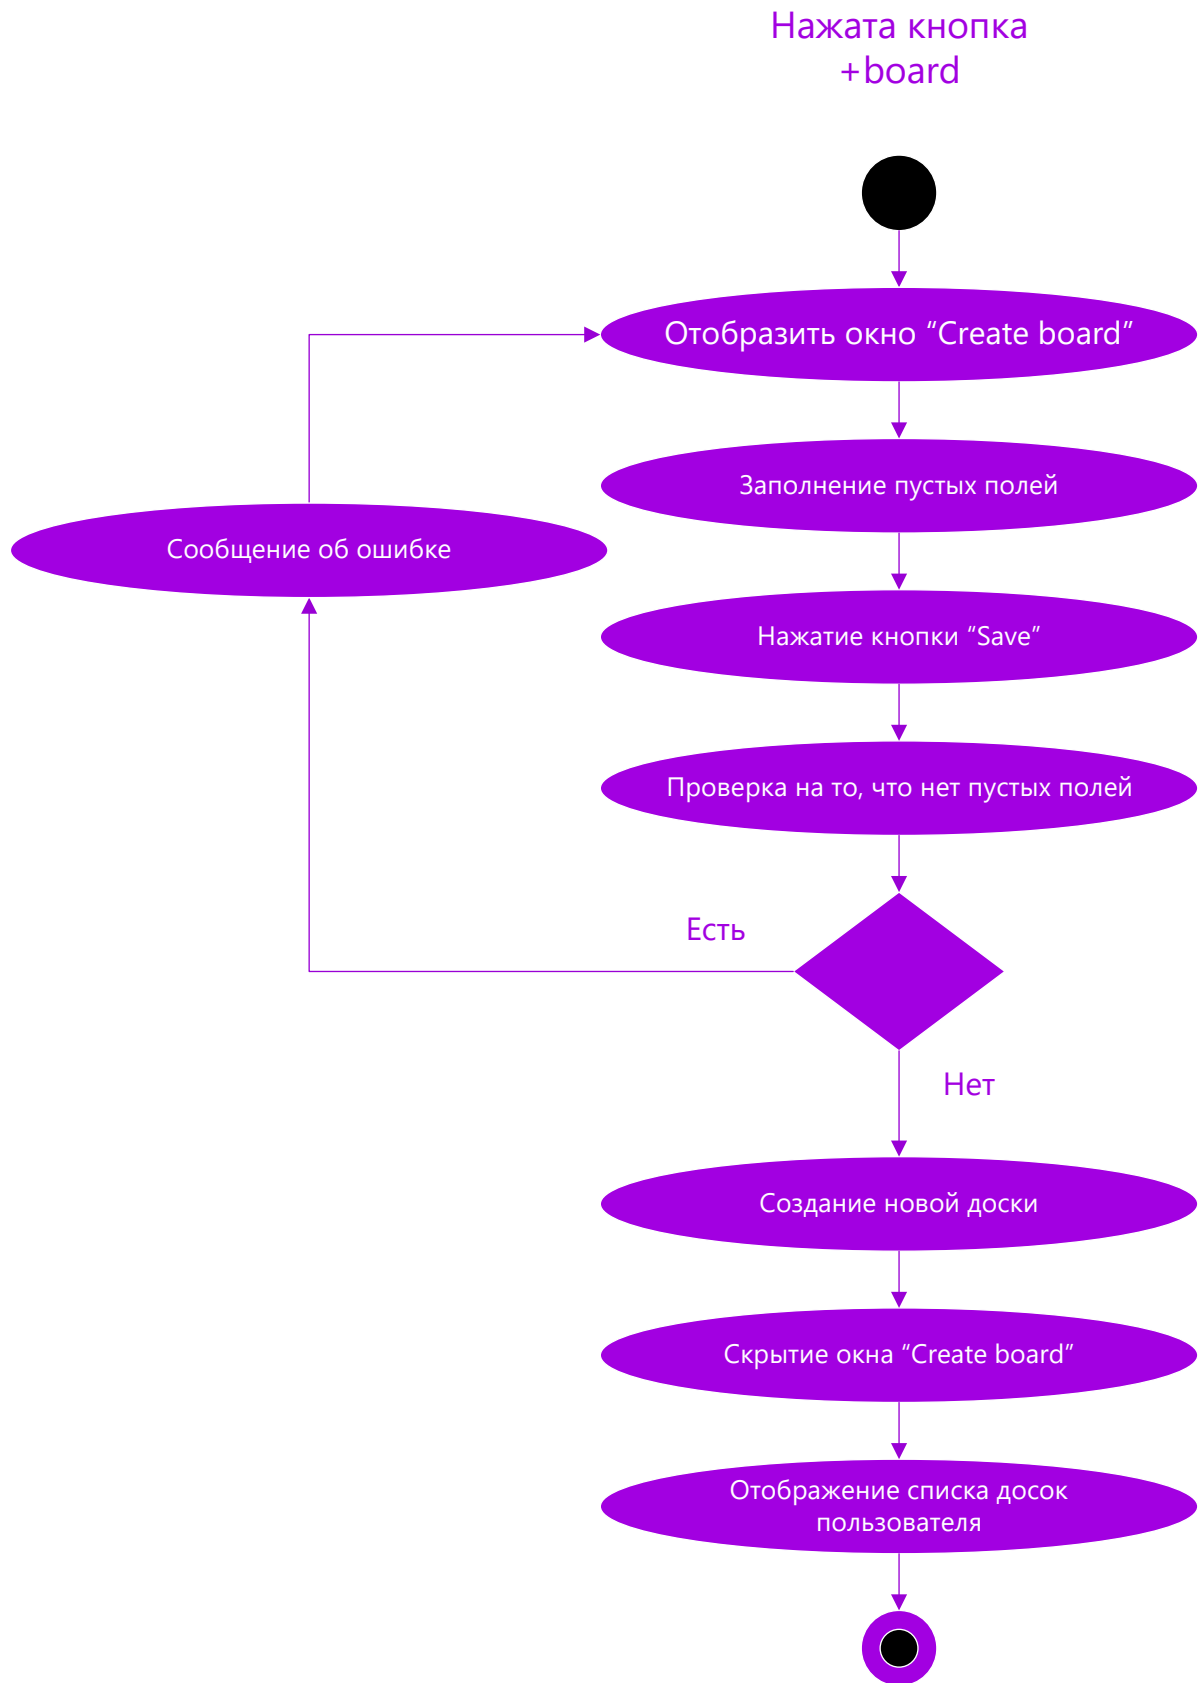 Нажата кнопка
+board
Отобразить окно “Create board”
Заполнение пустых полей
Сообщение об ошибке
Нажатие кнопки “Save”
Проверка на то, что нет пустых полей
Есть
Нет
Создание новой доски
Скрытие окна “Create board”
Отображение списка досок
пользователя